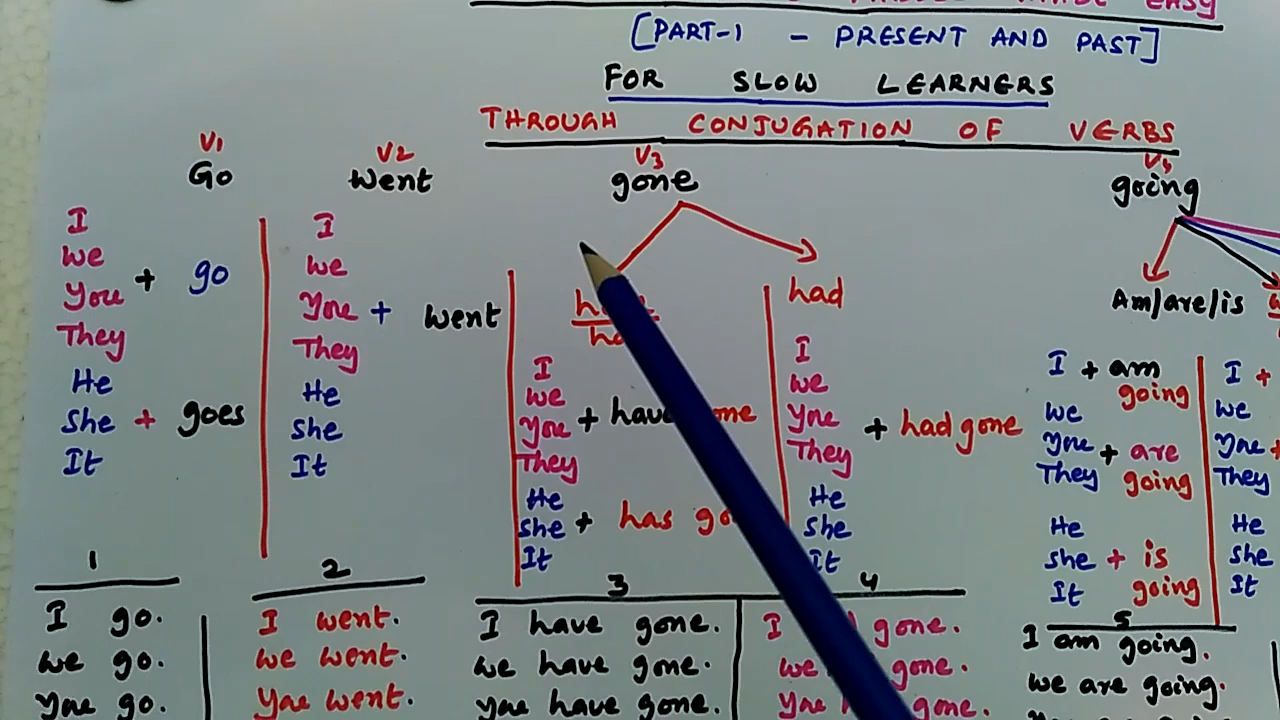 EASY
[PART-1 - PRESENT AND PAST]
FOR SLOW LEARNERS
THROUGH CONJUGATION OF VERBS
V1
Go
I
we
You + go
They
He
She + goes
It
V2
Went
I
we
You + went
They
He
She
It
V3
gone
I
we
You + have
They
He
She + has
It
had
I
we
You + had gone
They
He
She
It
V4
going
Am/are/is
I + am going
we
You + are going
They
He
She + is going
It
I +
we
You +
They
He
She
It
1
I go.
we go.
You go.
2
I went.
we went.
You went.
3
I have gone.
we have gone.
you have gone.
4
I gone.
we gone.
You gone.
5
I am going.
we are going.